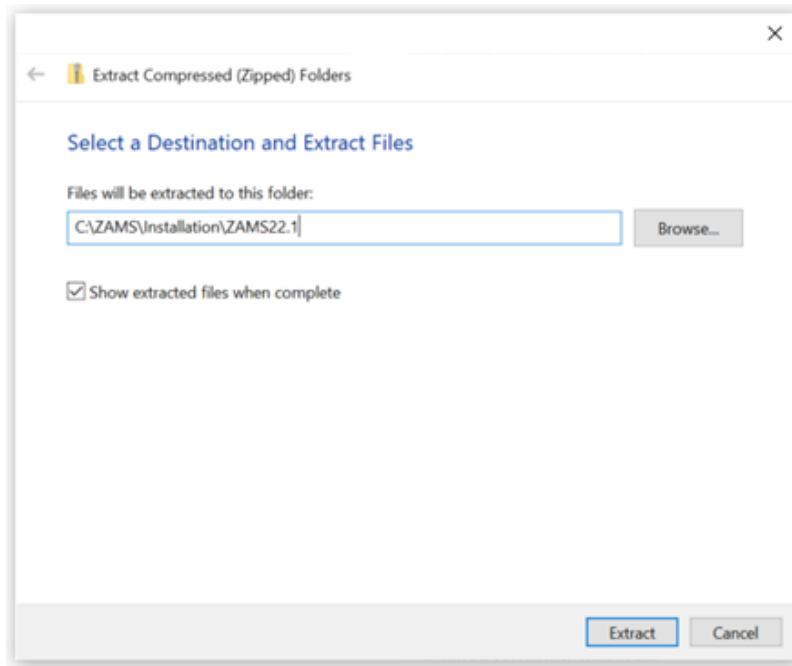 Extract Compressed (Zipped) Folders
Select a Destination and Extract Files
Files will be extracted to this folder:
C:\ZAMS\Installation\ZAMS22.1
Browse...
Show extracted files when complete
Extract
Cancel